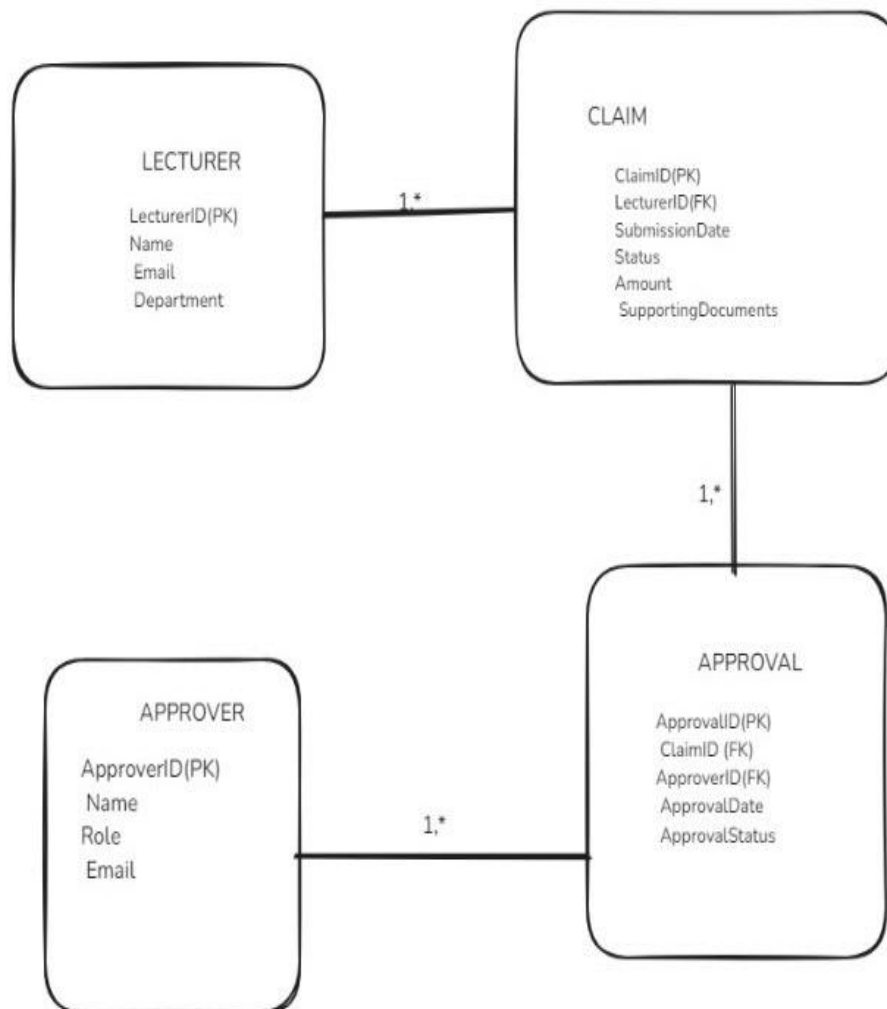 LECTURER
LecturerID(PK)
Name
Email
Department
1,*
CLAIM
ClaimID(PK)
LecturerID(FK)
SubmissionDate
Status
Amount
SupportingDocuments
1,*
APPROVAL
ApprovalID(PK)
ClaimID (FK)
ApproverID(FK)
ApprovalDate
ApprovalStatus
1,*
APPROVER
ApproverID(PK)
Name
Role
Email